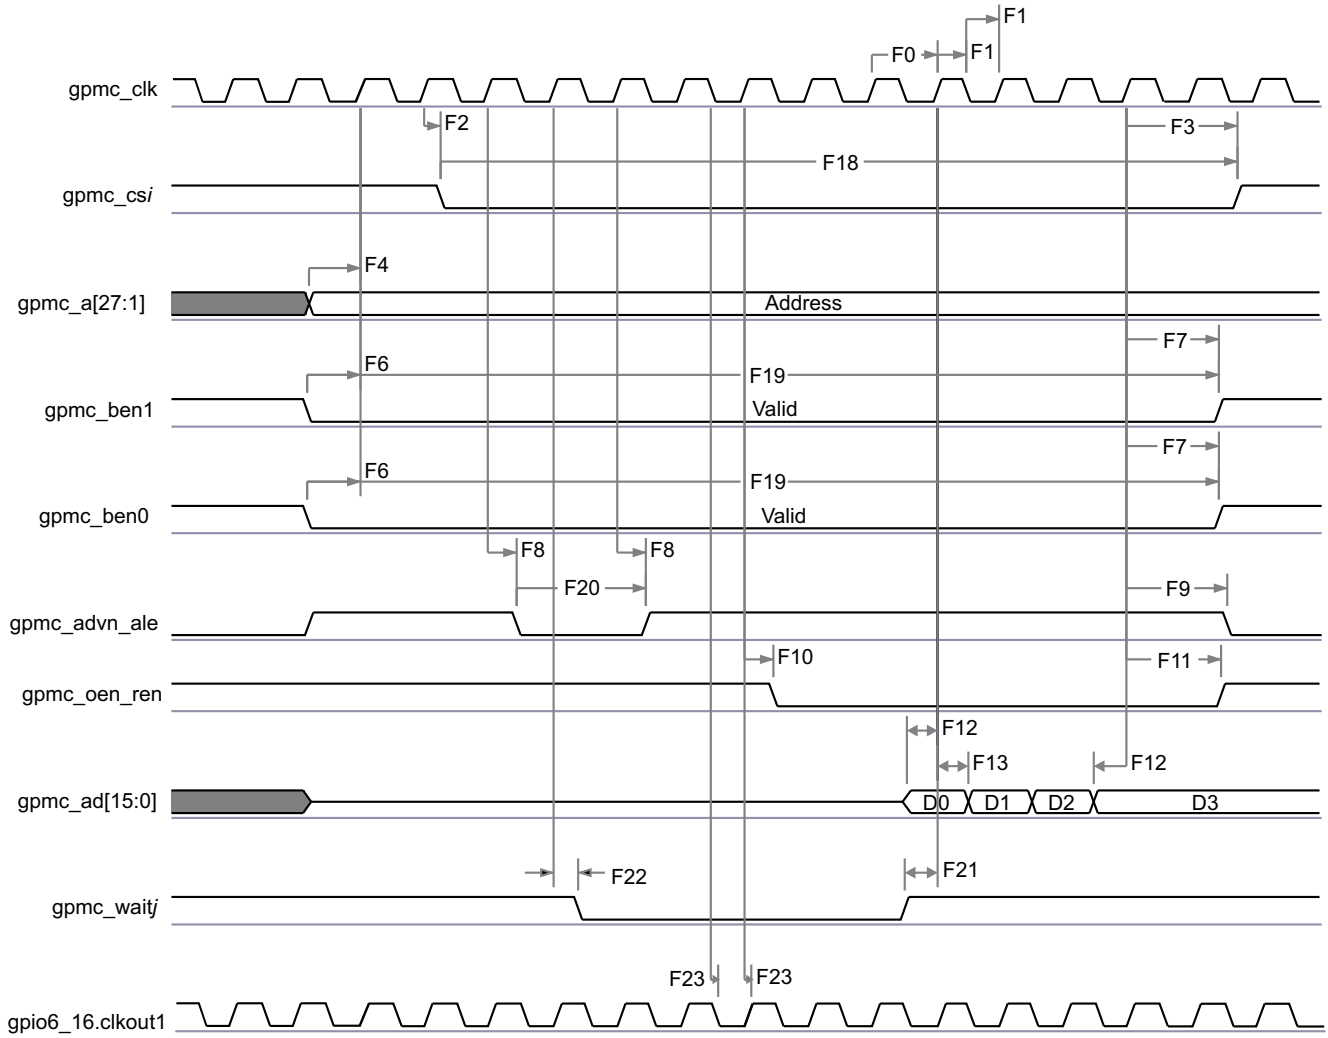 F1
F0
F1
gpmc_clk
F2
F3
F18
gpmc_csi
F4
gpmc_a[27:1]
Address
F7
F6
F19
gpmc_ben1
Valid
F7
F6
F19
gpmc_ben0
Valid
F8
F8
F20
F9
gpmc_advn_ale
F10
F11
gpmc_oen_ren
F12
F13
F12
gpmc_ad[15:0]
D0
D1
D2
D3
F22
F21
gpmc_waitj
F23
F23
gpio6_16.clkout1